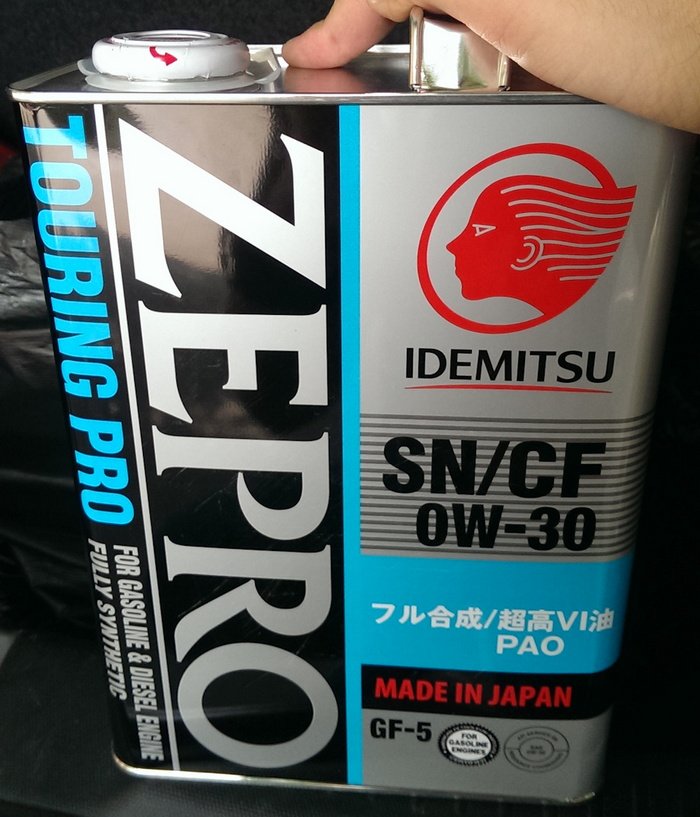 TOURING PRO
FOR GASOLINE & DIESEL ENGINE
FULLY SYNTHETIC
ZEPRO
IDEMITSU
SN/CF
0W-30
フル合成/超高VI油
PAO
MADE IN JAPAN
GF-5
FOR
GASOLINE
ENGINES